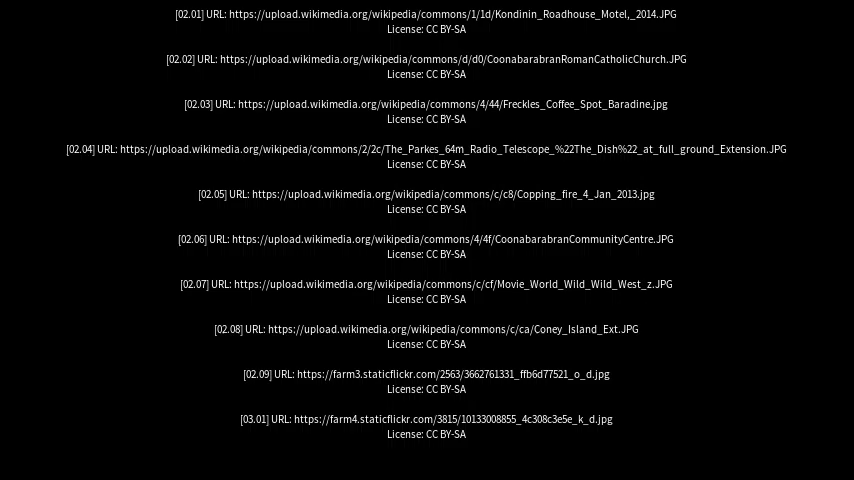 [02.01] URL: https://upload.wikimedia.org/wikipedia/commons/1/1d/Kondinin_Roadhouse_Motel,_2014.JPG
License: CC BY-SA
[02.02] URL: https://upload.wikimedia.org/wikipedia/commons/d/d0/CoonabarabranRomanCatholicChurch.JPG
License: CC BY-SA
[02.03] URL: https://upload.wikimedia.org/wikipedia/commons/4/44/Freckles_Coffee_Spot_Baradine.jpg
License: CC BY-SA
[02.04] URL: https://upload.wikimedia.org/wikipedia/commons/2/2c/The_Parkes_64m_Radio_Telescope_%22The_Dish%22_at_full_ground_Extension.JPG
License: CC BY-SA
[02.05] URL: https://upload.wikimedia.org/wikipedia/commons/c/c8/Copping_fire_4_Jan_2013.jpg
License: CC BY-SA
[02.06] URL: https://upload.wikimedia.org/wikipedia/commons/4/4f/CoonabarabranCommunityCentre.JPG
License: CC BY-SA
[02.07] URL: https://upload.wikimedia.org/wikipedia/commons/c/cf/Movie_World_Wild_Wild_West_z.JPG
License: CC BY-SA
[02.08] URL: https://upload.wikimedia.org/wikipedia/commons/c/ca/Coney_Island_Ext.JPG
License: CC BY-SA
[02.09] URL: https://farm3.staticflickr.com/2563/3662761331_ffb6d77521_o_d.jpg
License: CC BY-SA
[03.01] URL: https://farm4.staticflickr.com/3815/10133008855_4c308c3e5e_k_d.jpg
License: CC BY-SA